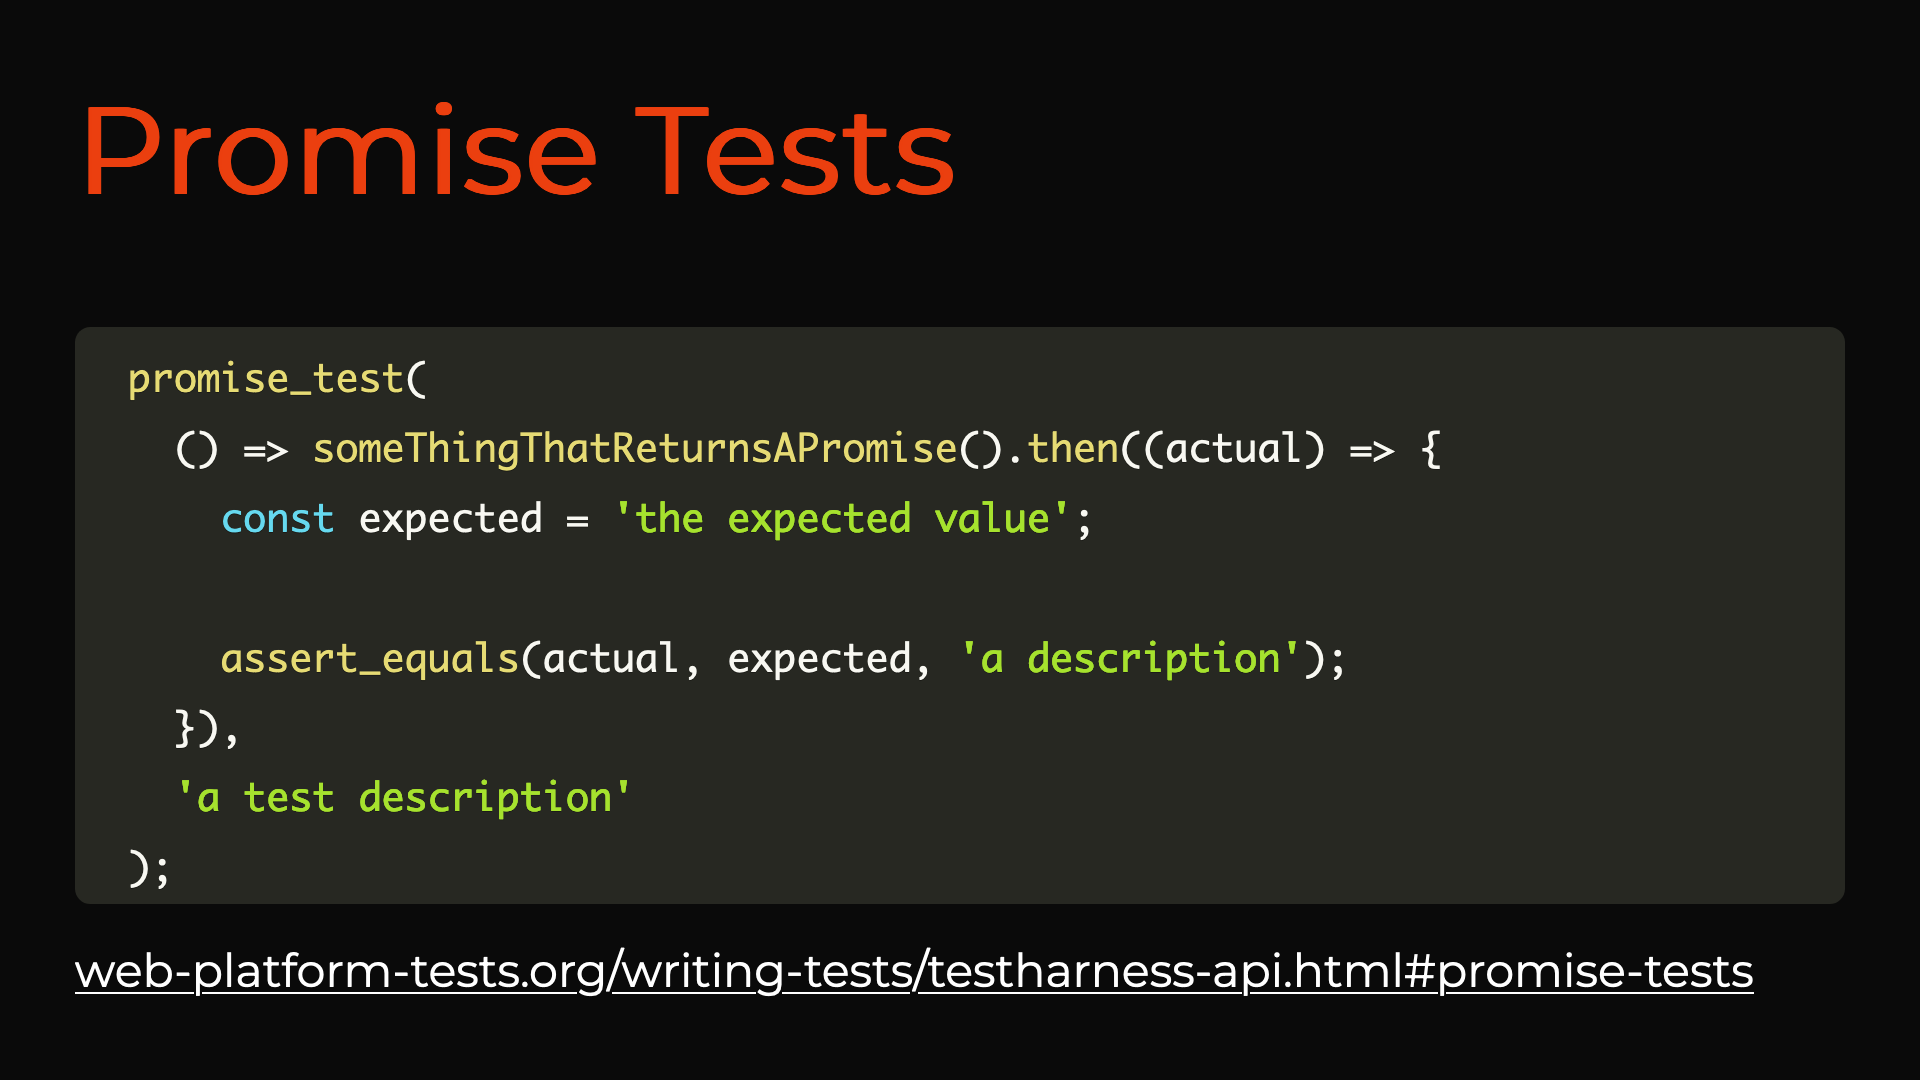 Promise Tests
promise_test(
  () => someThingThatReturnsAPromise().then((actual) => {
    const expected = 'the expected value';

    assert_equals(actual, expected, 'a description');
  }),
  'a test description'
);
web-platform-tests.org/writing-tests/testharness-api.html#promise-tests